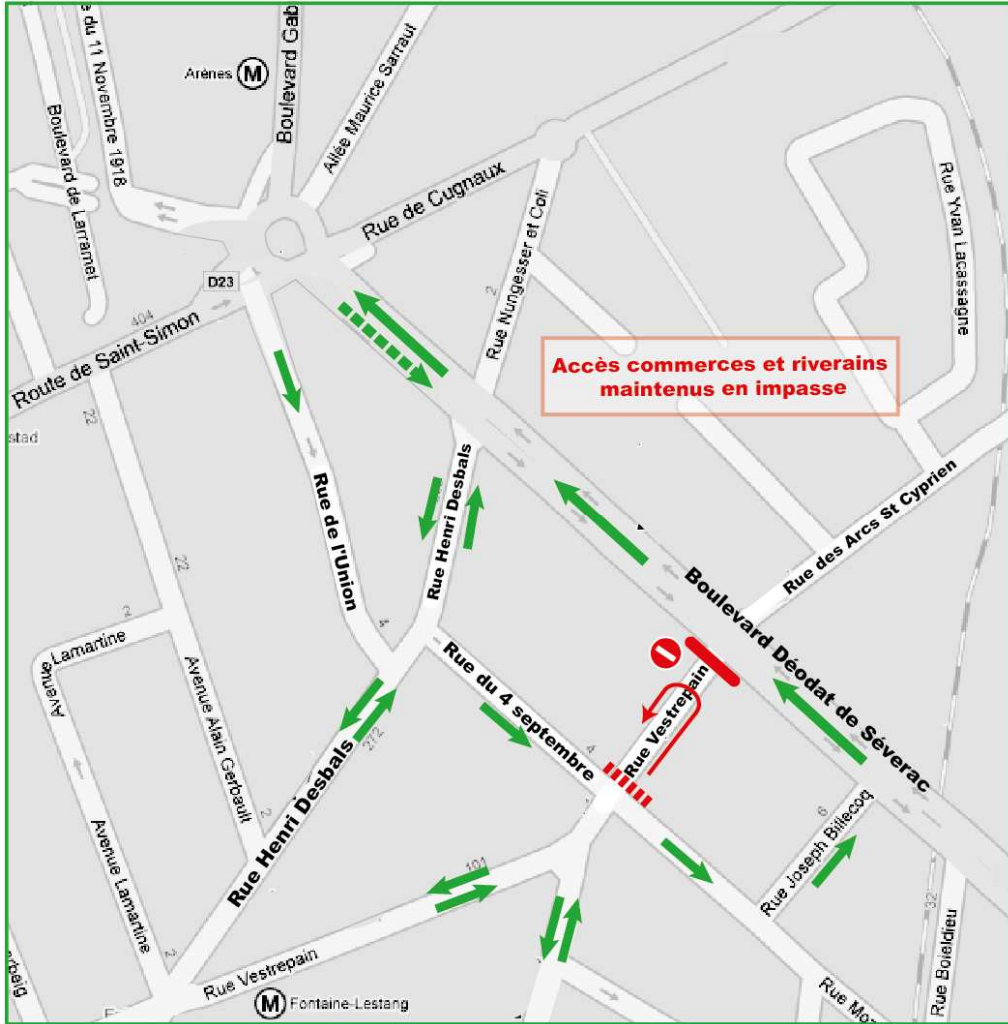 e du 11 Novembre 1918
Boulevard Gab
Arènes M
Allée Maurice Sarraut
Boulevard de Larramet
Rue de Cugnaux
Rue Nungesser et Coli
2
Rue Yvan Lacassagne
D23
404
Route de Saint-Simon
stad
22
Accès commerces et riverains
maintenus en impasse
Rue de l'Union
Rue Henri Desbals
Rue des Arcs St Cyprien
22
4
2
Avenue Lamartine
Boulevard Déodat de Séverac
Rue du 4 septembre
4
Rue Vestrepain
Avenue Alain Gerbault
2
272
Rue Henri Desbals
6
Rue Joseph Billecoq
Avenue Lamartine
2
101
32
Rue Boieldieu
Rue Vestrepain
M Fontaine-Lestang
Rue Moz